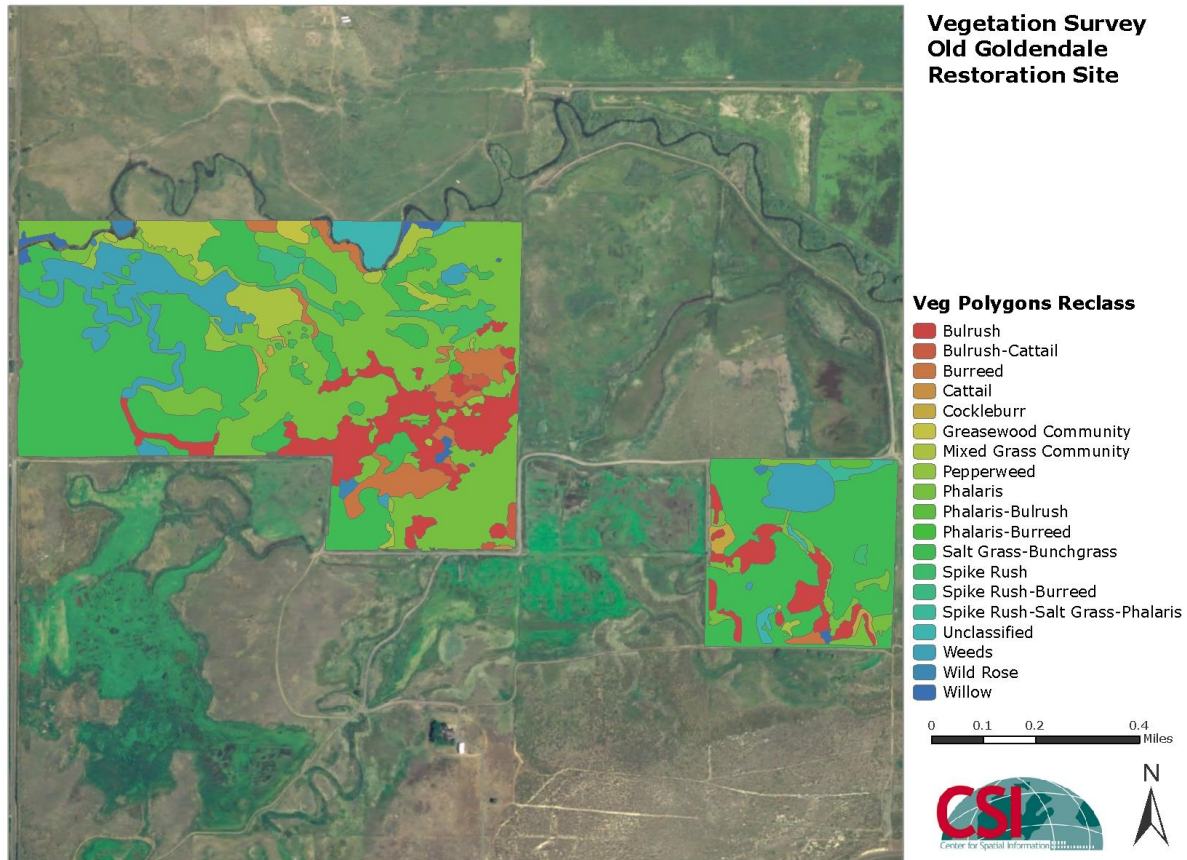 Vegetation Survey
Old Goldendale
Restoration Site
Veg Polygons Reclass
Bulrush
Bulrush-Cattail
Burreed
Cattail
Cockleburr
Greasewood Community
Mixed Grass Community
Pepperweed
Phalaris
Phalaris-Bulrush
Phalaris-Burreed
Salt Grass-Bunchgrass
Spike Rush
Spike Rush-Burreed
Spike Rush-Salt Grass-Phalaris
Unclassified
Weeds
Wild Rose
Willow
0 0.1 0.2 0.4
Miles
N
CSI
Center for Spatial Information